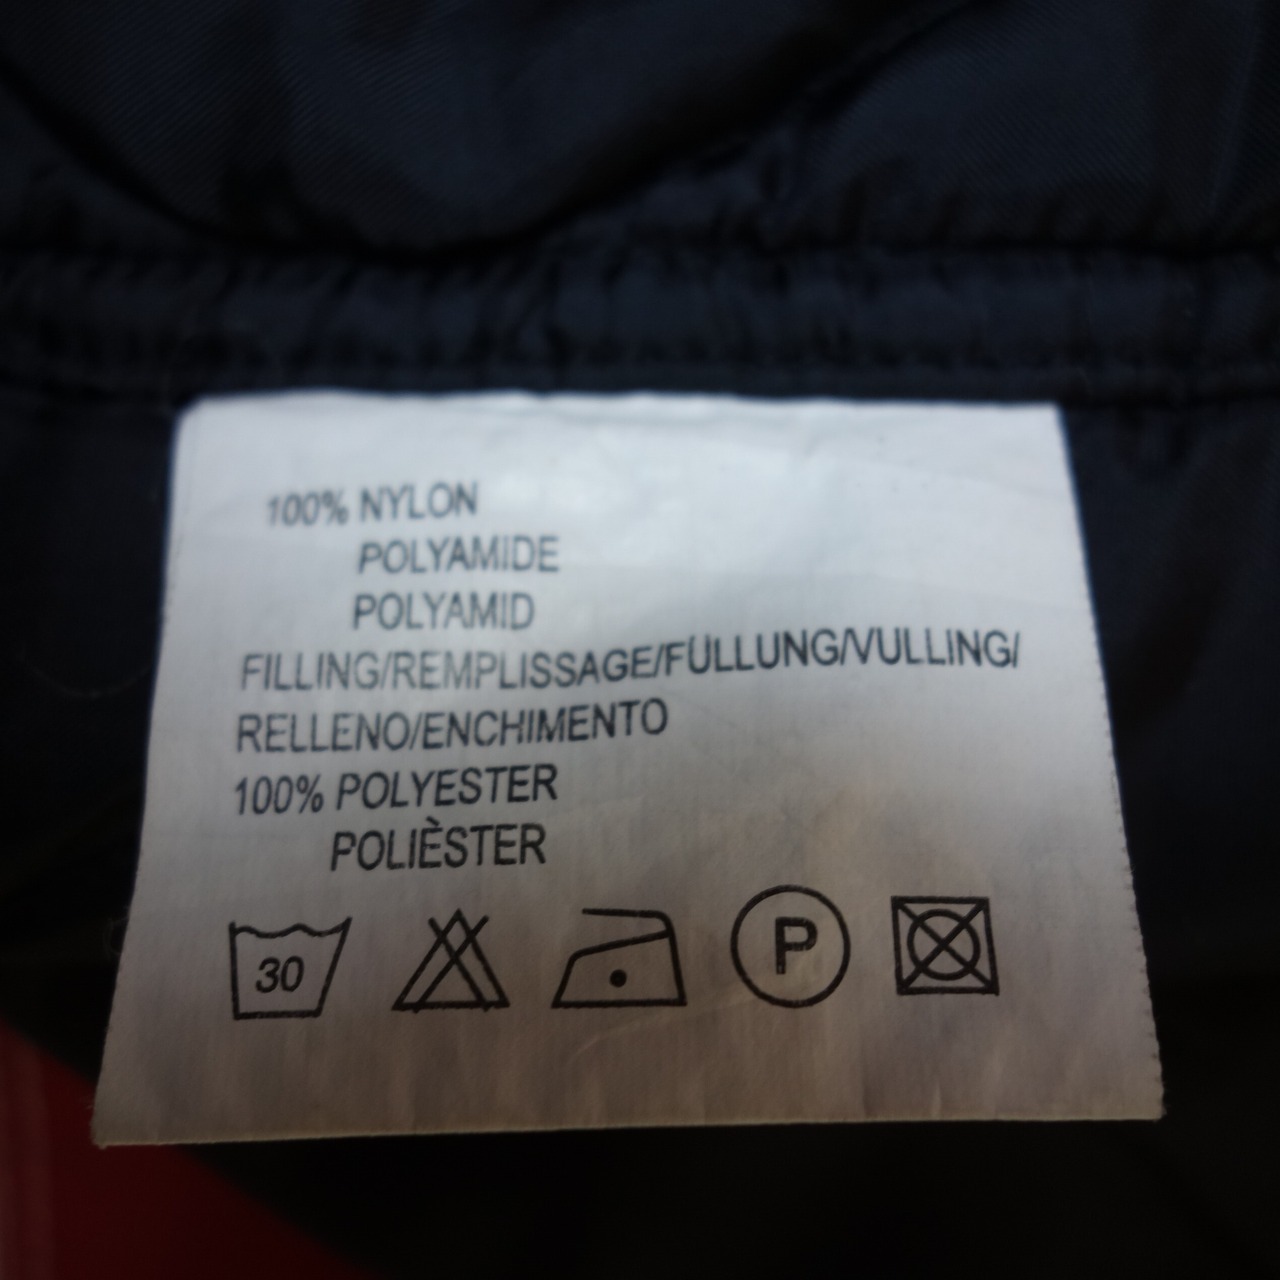 100% NYLON
POLYAMIDE
POLYAMID
FILLING/REMPLISSAGE/FÜLLUNG/VULLING/
RELLENO/ENCHIMENTO
100% POLYESTER
POLIÈSTER
30
P